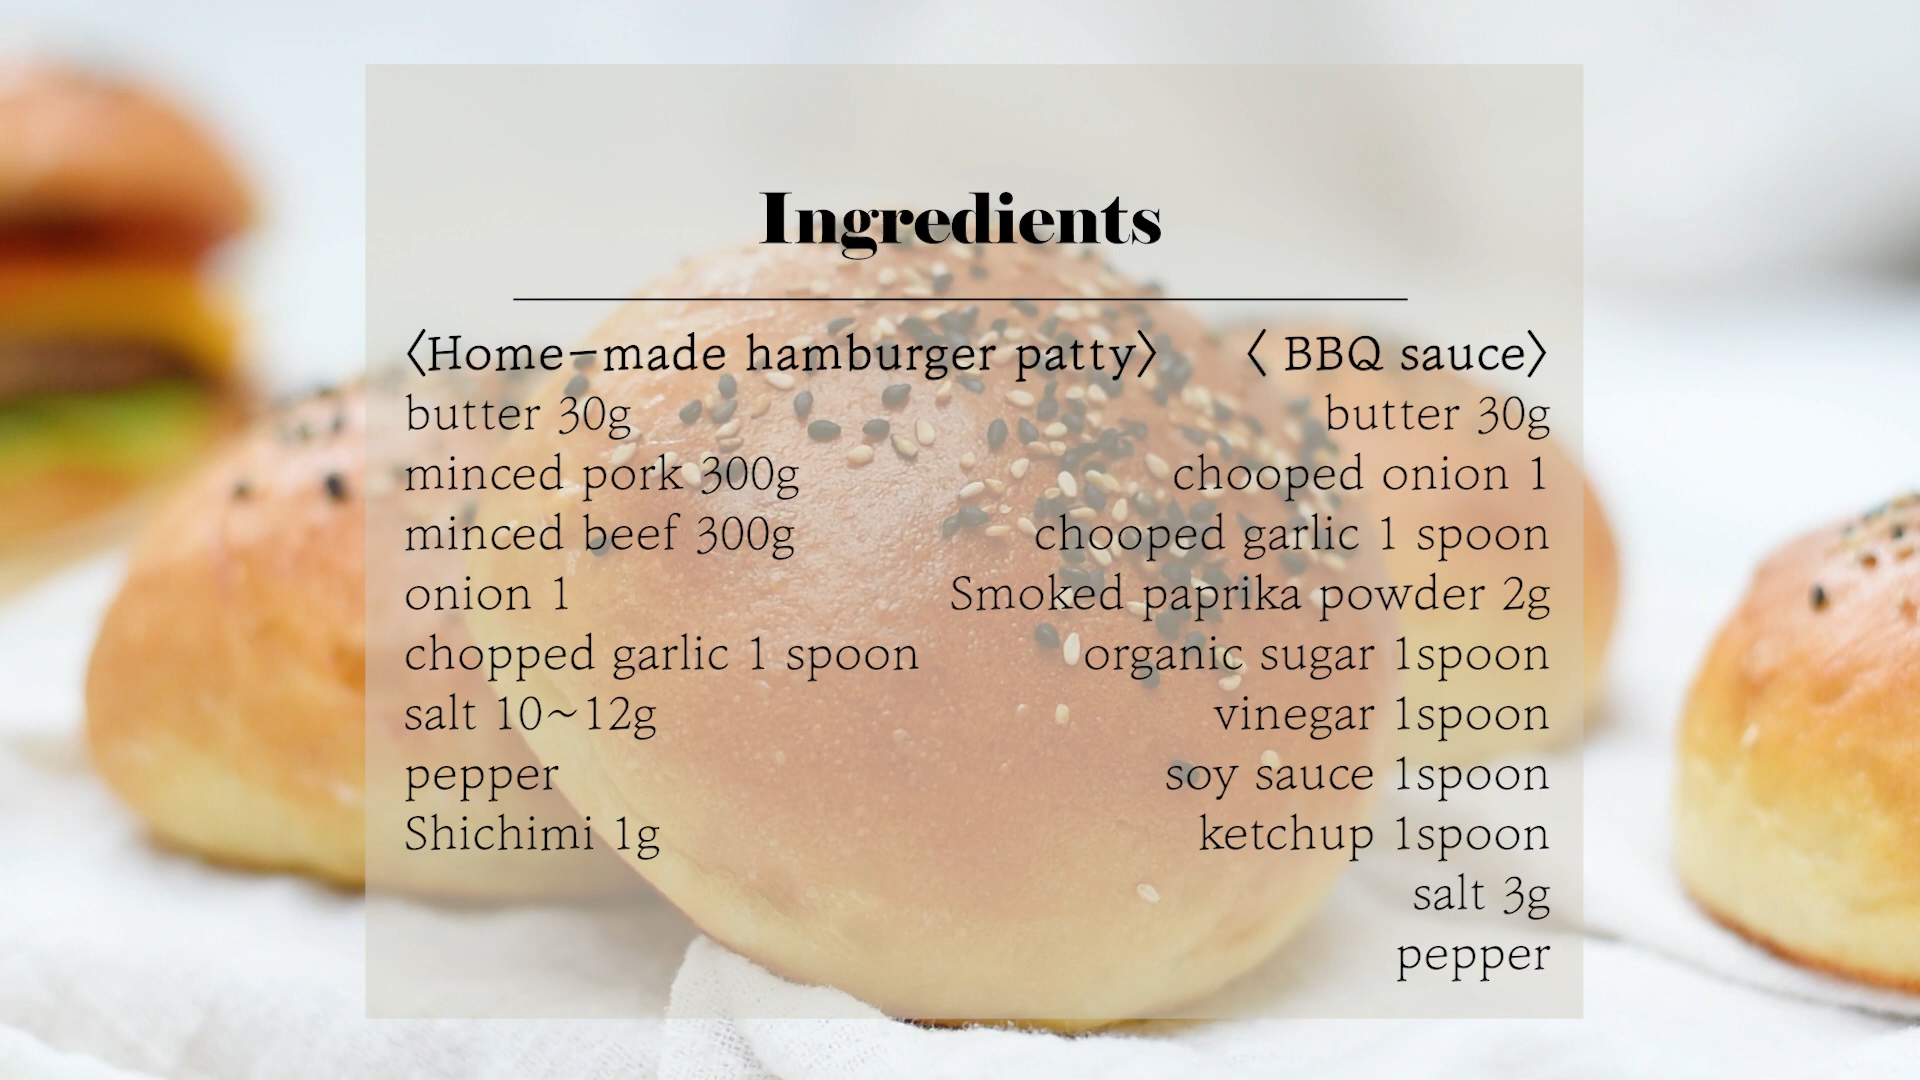 Ingredients
〈Home-made hamburger patty〉
butter 30g
minced pork 300g
minced beef 300g
onion 1
chopped garlic 1 spoon
salt 10~12g
pepper
Shichimi 1g
〈 BBQ sauce〉
butter 30g
chooped onion 1
chooped garlic 1 spoon
Smoked paprika powder 2g
organic sugar 1spoon
vinegar 1spoon
soy sauce 1spoon
ketchup 1spoon
salt 3g
pepper